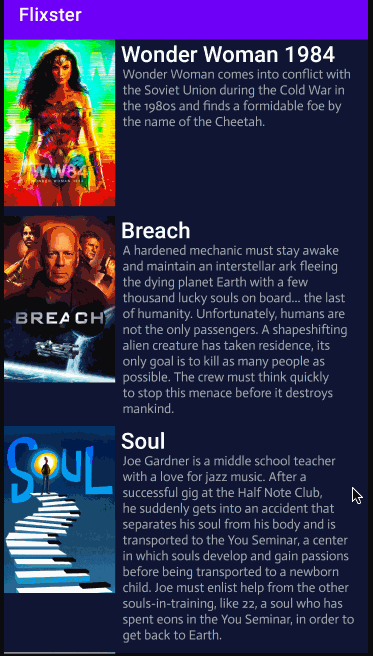 Flixster
Wonder Woman 1984
Wonder Woman comes into conflict with
the Soviet Union during the Cold War in
the 1980s and finds a formidable foe by
the name of the Cheetah.
WW84
Breach
A hardened mechanic must stay awake
and maintain an interstellar ark fleeing
the dying planet Earth with a few
thousand lucky souls on board... the last
of humanity. Unfortunately, humans are
not the only passengers. A shapeshifting
alien creature has taken residence, its
only goal is to kill as many people as
possible. The crew must think quickly
to stop this menace before it destroys
mankind.
BREACH
Soul
Joe Gardner is a middle school teacher
with a love for jazz music. After a
successful gig at the Half Note Club,
he suddenly gets into an accident that
separates his soul from his body and is
transported to the You Seminar, a center
in which souls develop and gain passions
before being transported to a newborn
child. Joe must enlist help from the other
souls-in-training, like 22, a soul who has
spent eons in the You Seminar, in order to
get back to Earth.
SOUL